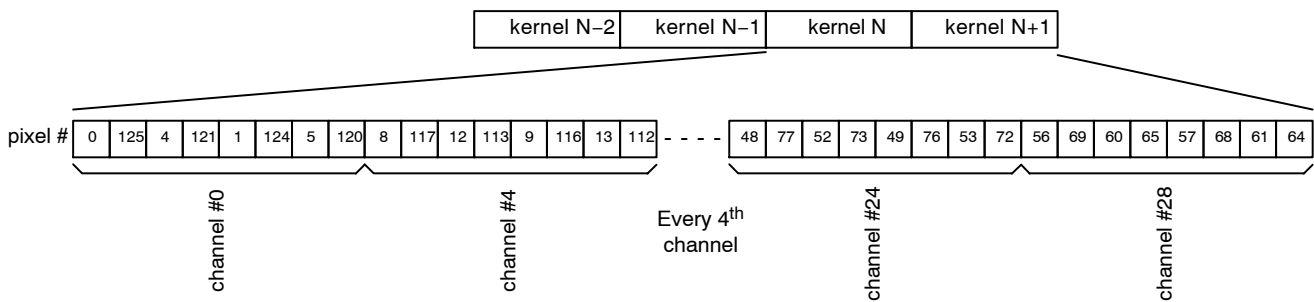 kernel N−2 kernel N−1 kernel N kernel N+1
pixel # 0 125 4 121 1 124 5 120 8 117 12 113 9 116 13 112 - - - - 48 77 52 73 49 76 53 72 56 69 60 65 57 68 61 64
channel #0
channel #4
Every 4th
channel
channel #24
channel #28